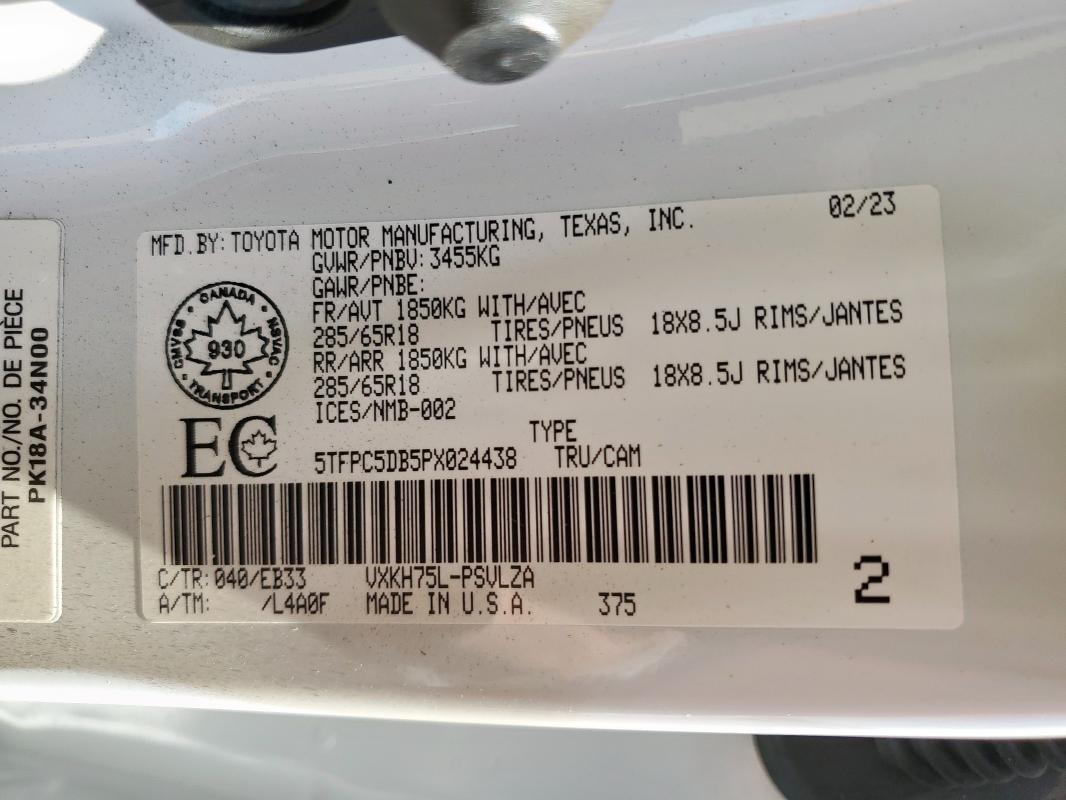 PART NO./NO. DE PIÈCE
PK18A-34N00
MFD.BY: TOYOTA MOTOR MANUFACTURING, TEXAS, INC. 02/23
GVWR/PNBV: 3455KG
GAWR/PNBE:
FR/AVT 1850KG WITH/AVEC
285/65R18 TIRES/PNEUS 18X8.5J RIMS/JANTES
RR/ARR 1850KG WITH/AVEC
285/65R18 TIRES/PNEUS 18X8.5J RIMS/JANTES
ICES/NMB-002
CANADA
CMVSS 930 NSVAC
TRANSPORT
EC
TYPE
5TFPC5DB5PX024438 TRU/CAM
C/TR: 040/EB33 VXKH75L-PSVLZA
A/TM: /L4A0F MADE IN U.S.A. 375
2